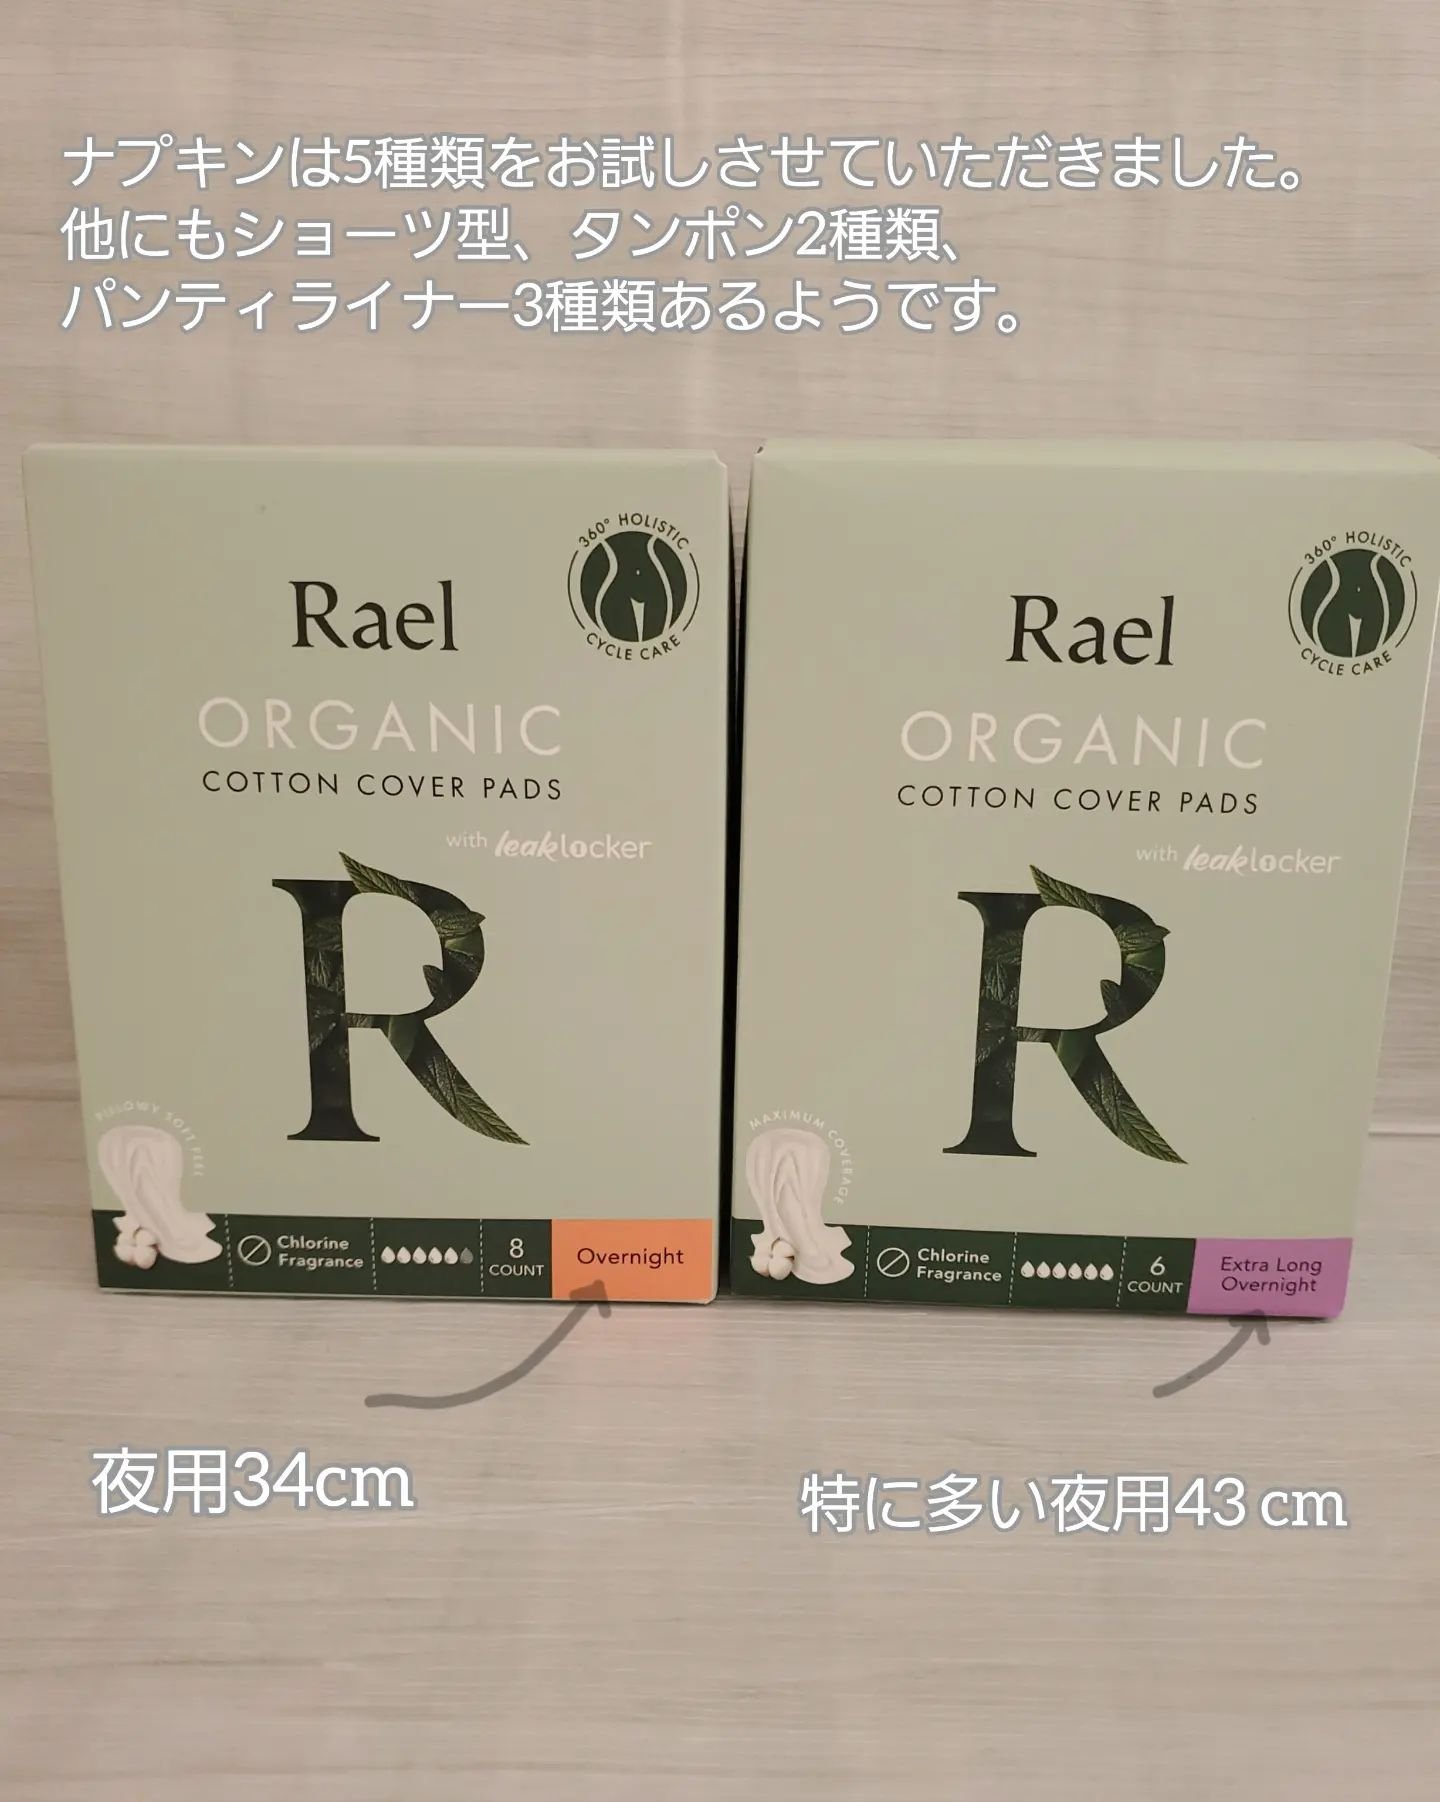 ナプキンは5種類をお試しさせていただきました。
他にもショーツ型、タンポン2種類、
パンティライナー3種類あるようです。
360° HOLISTIC
CYCLE CARE
Rael
ORGANIC
COTTON COVER PADS
with leaklocker
R
PILLOWY SOFT FEEL
Chlorine
Fragrance
8
COUNT
Overnight
360° HOLISTIC
CYCLE CARE
Rael
ORGANIC
COTTON COVER PADS
with leaklocker
R
MAXIMUM COVERAGE
Chlorine
Fragrance
6
COUNT
Extra Long
Overnight
夜用34cm
特に多い夜用43 cm